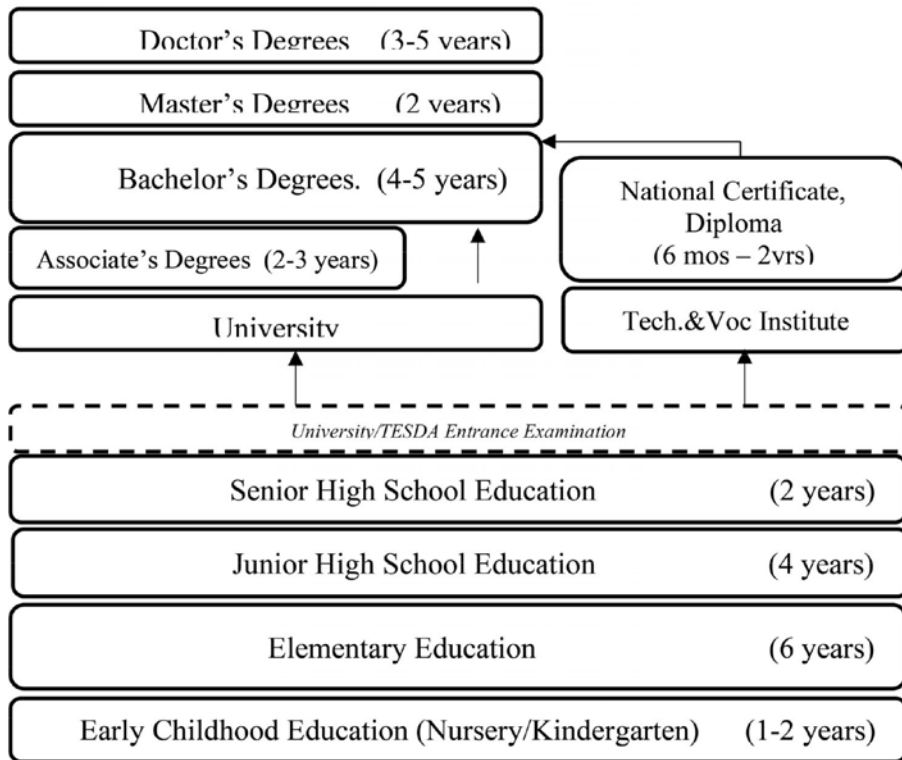 Doctor's Degrees (3-5 years)
Master's Degrees (2 years)
Bachelor's Degrees. (4-5 years)
National Certificate,
Diploma
(6 mos – 2yrs)
Associate's Degrees (2-3 years)
University
Tech.&Voc Institute
University/TESDA Entrance Examination
Senior High School Education (2 years)
Junior High School Education (4 years)
Elementary Education (6 years)
Early Childhood Education (Nursery/Kindergarten) (1-2 years)